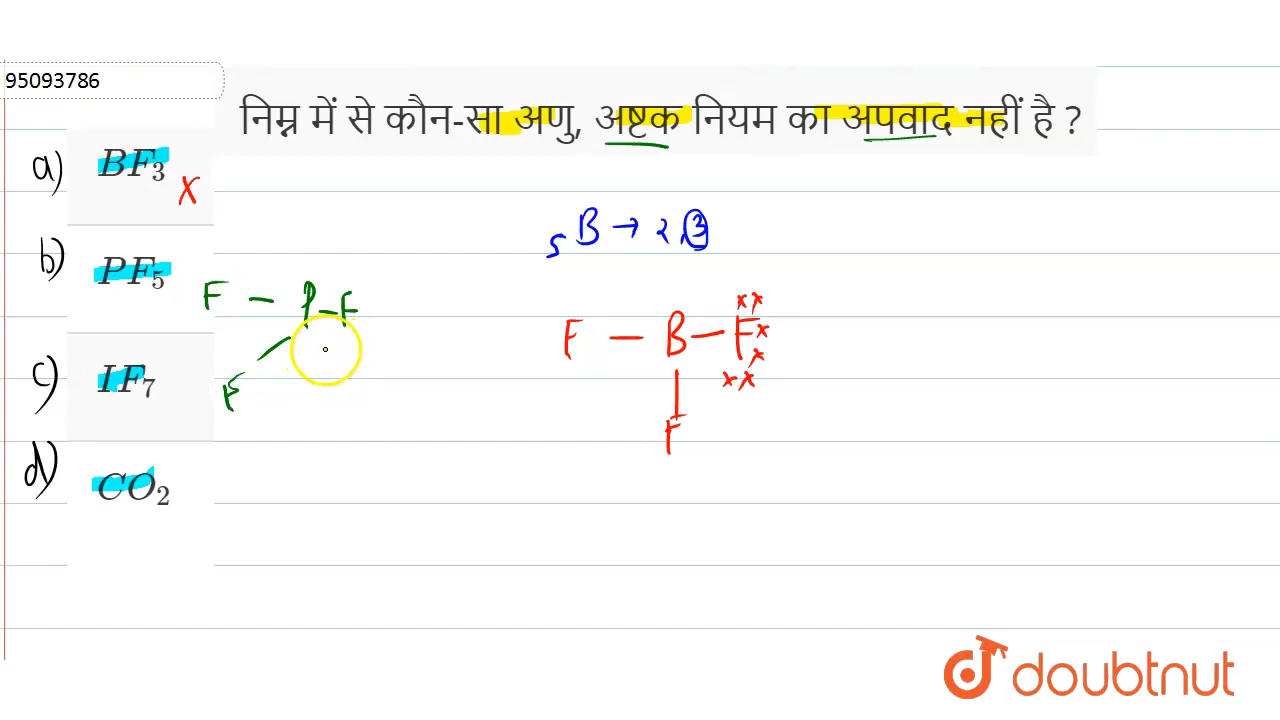 95093786
निम्न में से कौन-सा अणु, अष्टक नियम का अपवाद नहीं है ?
a) BF₃ X
₅B → 2,3
b) PF₅
F — P — F
F
F — B — F
F
c) IF₇
d) CO₂
doubtnut